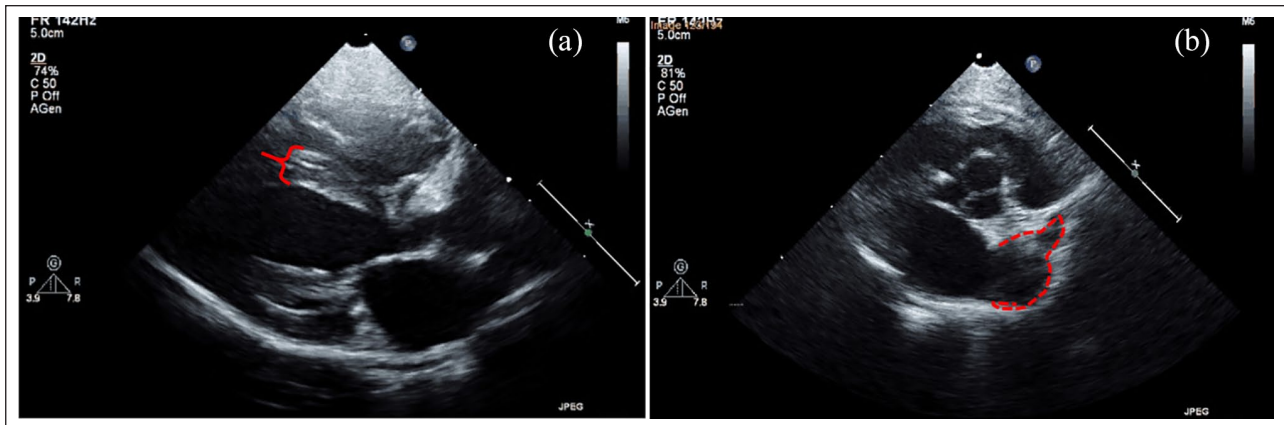 FR 142Hz
5.0cm
2D
74%
C 50
P Off
AGen
P
M6
(a)
X
G
P R
3.9 7.8
JPEG
FR 142Hz
5.0cm
2D
81%
C 50
P Off
AGen
P
M6
(b)
X
G
P R
3.9 7.8
JPEG